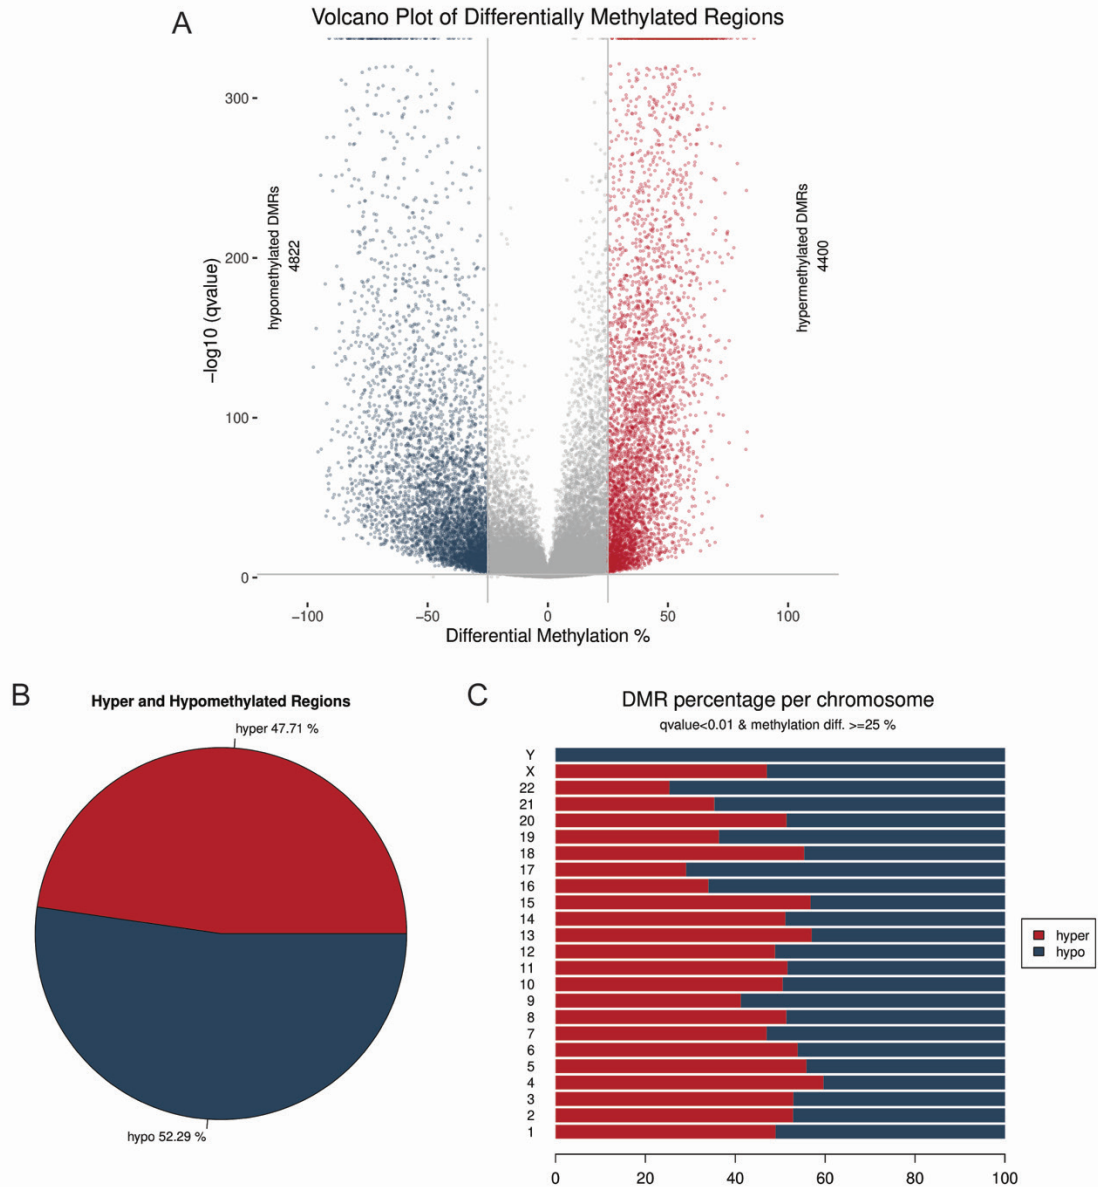 A
Volcano Plot of Differentially Methylated Regions
300
200
100
0
−log10 (qvalue)
hypomethylated DMRs
4822
hypermethylated DMRs
4400
−100
−50
0
50
100
Differential Methylation %
B
Hyper and Hypomethylated Regions
hyper 47.71 %
hypo 52.29 %
C
DMR percentage per chromosome
qvalue<0.01 & methylation diff. >=25 %
Y
X
22
21
20
19
18
17
16
15
14
13
12
11
10
9
8
7
6
5
4
3
2
1
0
20
40
60
80
100
hyper
hypo